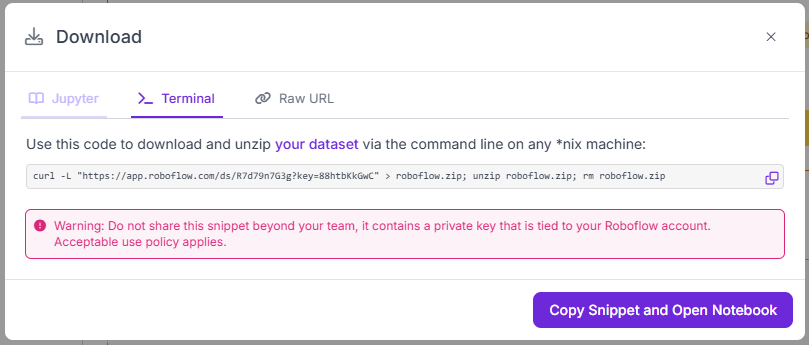 Download
Jupyter
Terminal
Raw URL
Use this code to download and unzip your dataset via the command line on any *nix machine:
curl -L "https://app.roboflow.com/ds/R7d79n7G3g?key=88htbKkGwC" > roboflow.zip; unzip roboflow.zip; rm roboflow.zip
Warning: Do not share this snippet beyond your team, it contains a private key that is tied to your Roboflow account.
Acceptable use policy applies.
Copy Snippet and Open Notebook